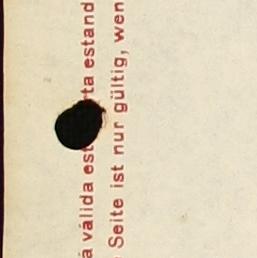 á válida est ta estand
Seite ist nur gültig, wen